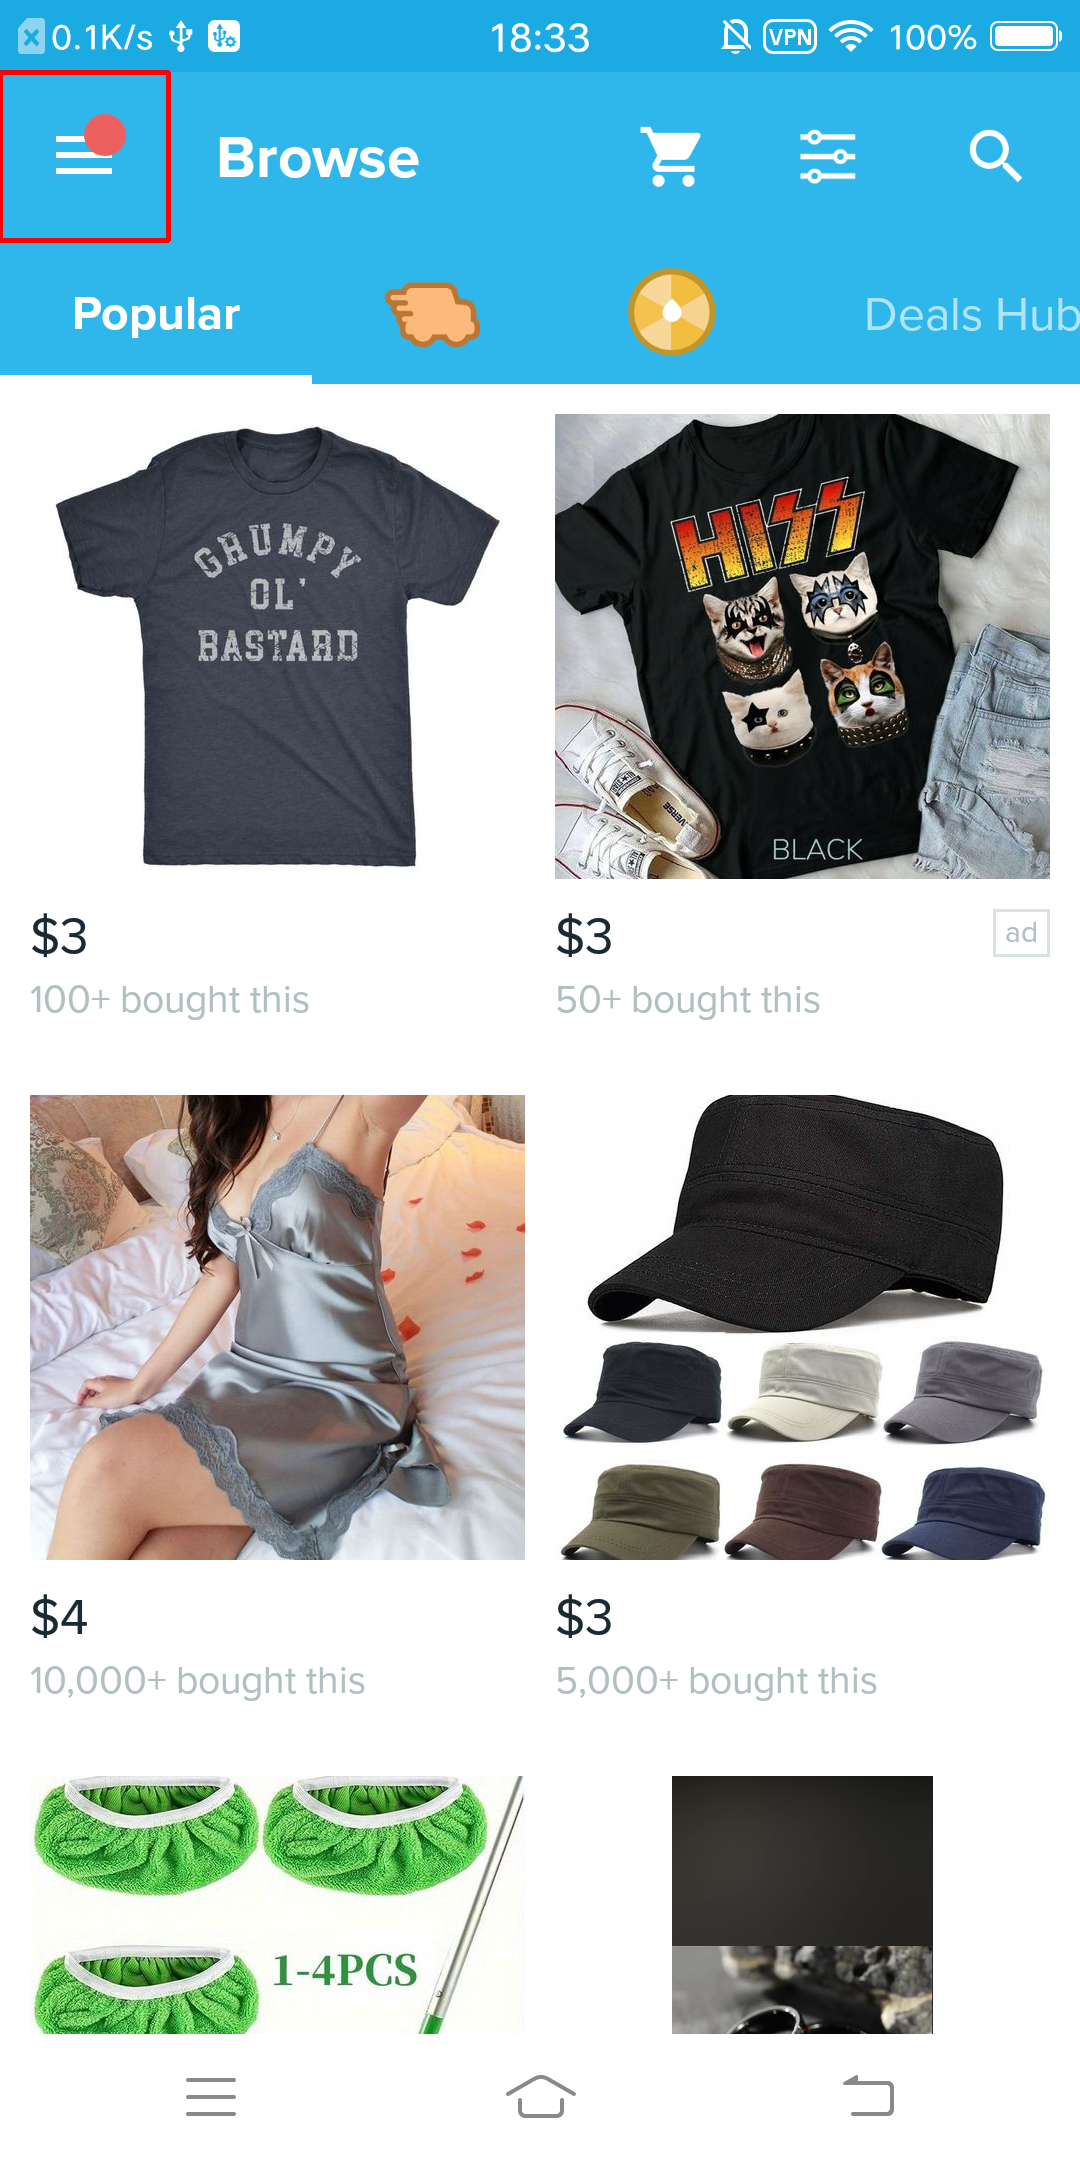 0.1K/s
18:33
VPN
100%
Browse
Popular
Deals Hub
GRUMPY
OL'
BASTARD
HISS
BLACK
$3
100+ bought this
$3
ad
50+ bought this
$4
10,000+ bought this
$3
5,000+ bought this
1-4PCS